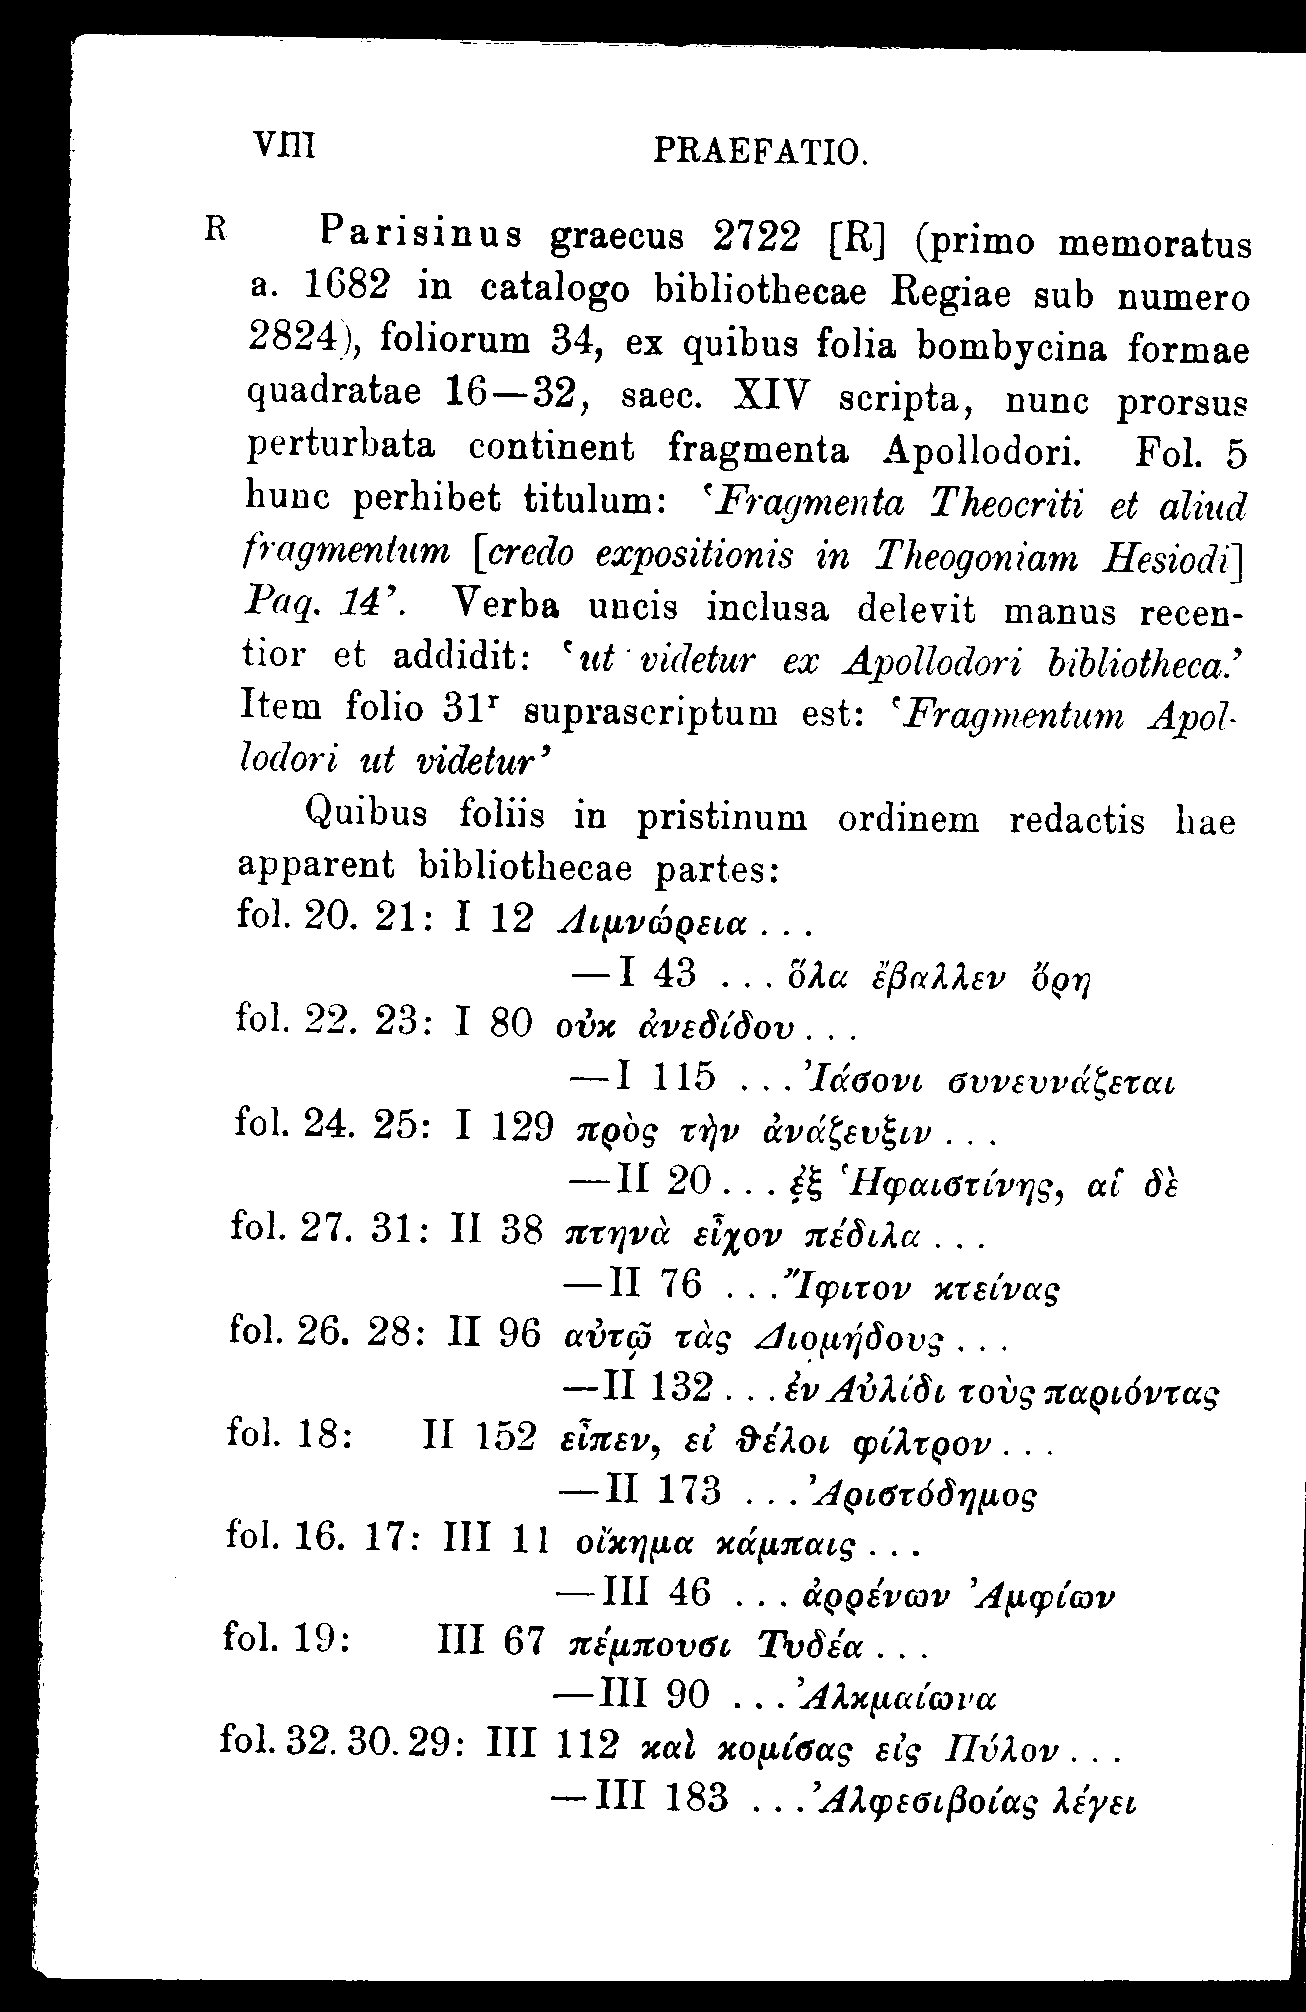 VIII PRAEFATIO.
R Parisinus graecus 2722 [R] (primo memoratus
a. 1682 in catalogo bibliothecae Regiae sub numero
2824), foliorum 34, ex quibus folia bombycina formae
quadratae 16—32, saec. XIV scripta, nunc prorsus
perturbata continent fragmenta Apollodori. Fol. 5
hunc perhibet titulum: ‘Fragmenta Theocriti et aliud
fragmentum [credo expositionis in Theogoniam Hesiodi]
Paq. 14’. Verba uncis inclusa delevit manus recen-
tior et addidit: ‘ut videtur ex Apollodori bibliotheca.’
Item folio 31r suprascriptum est: ‘Fragmentum Apol-
lodori ut videtur’
Quibus foliis in pristinum ordinem redactis hae
apparent bibliothecae partes:
fol. 20. 21: I 12 Λιμνώρεια . . .
—I 43 . . . ὅλα ἔβαλλεν ὄρη
fol. 22. 23: I 80 οὐκ ἀνεδίδου . . .
—I 115 . . . Ἰάσονι συνευνάζεται
fol. 24. 25: I 129 πρὸς τὴν ἀνάζευξιν . . .
—II 20 . . . ἐξ Ἡφαιστίνης, αἱ δὲ
fol. 27. 31: II 38 πτηνὰ εἶχον πέδιλα . . .
—II 76 . . . Ἴφιτον κτείνας
fol. 26. 28: II 96 αὐτῷ τὰς Διομήδους . . .
—II 132 . . . ἐν Αὐλίδι τοὺς παριόντας
fol. 18: II 152 εἶπεν, εἰ θέλοι φίλτρον . . .
—II 173 . . . Ἀριστόδημος
fol. 16. 17: III 11 οἴκημα κάμπαις . . .
—III 46 . . . ἀρρένων Ἀμφίων
fol. 19: III 67 πέμπουσι Τυδέα . . .
—III 90 . . . Ἀλκμαίωνα
fol. 32. 30. 29: III 112 καὶ κομίσας εἰς Πύλον . . .
—III 183 . . . Ἀλφεσιβοίας λέγει